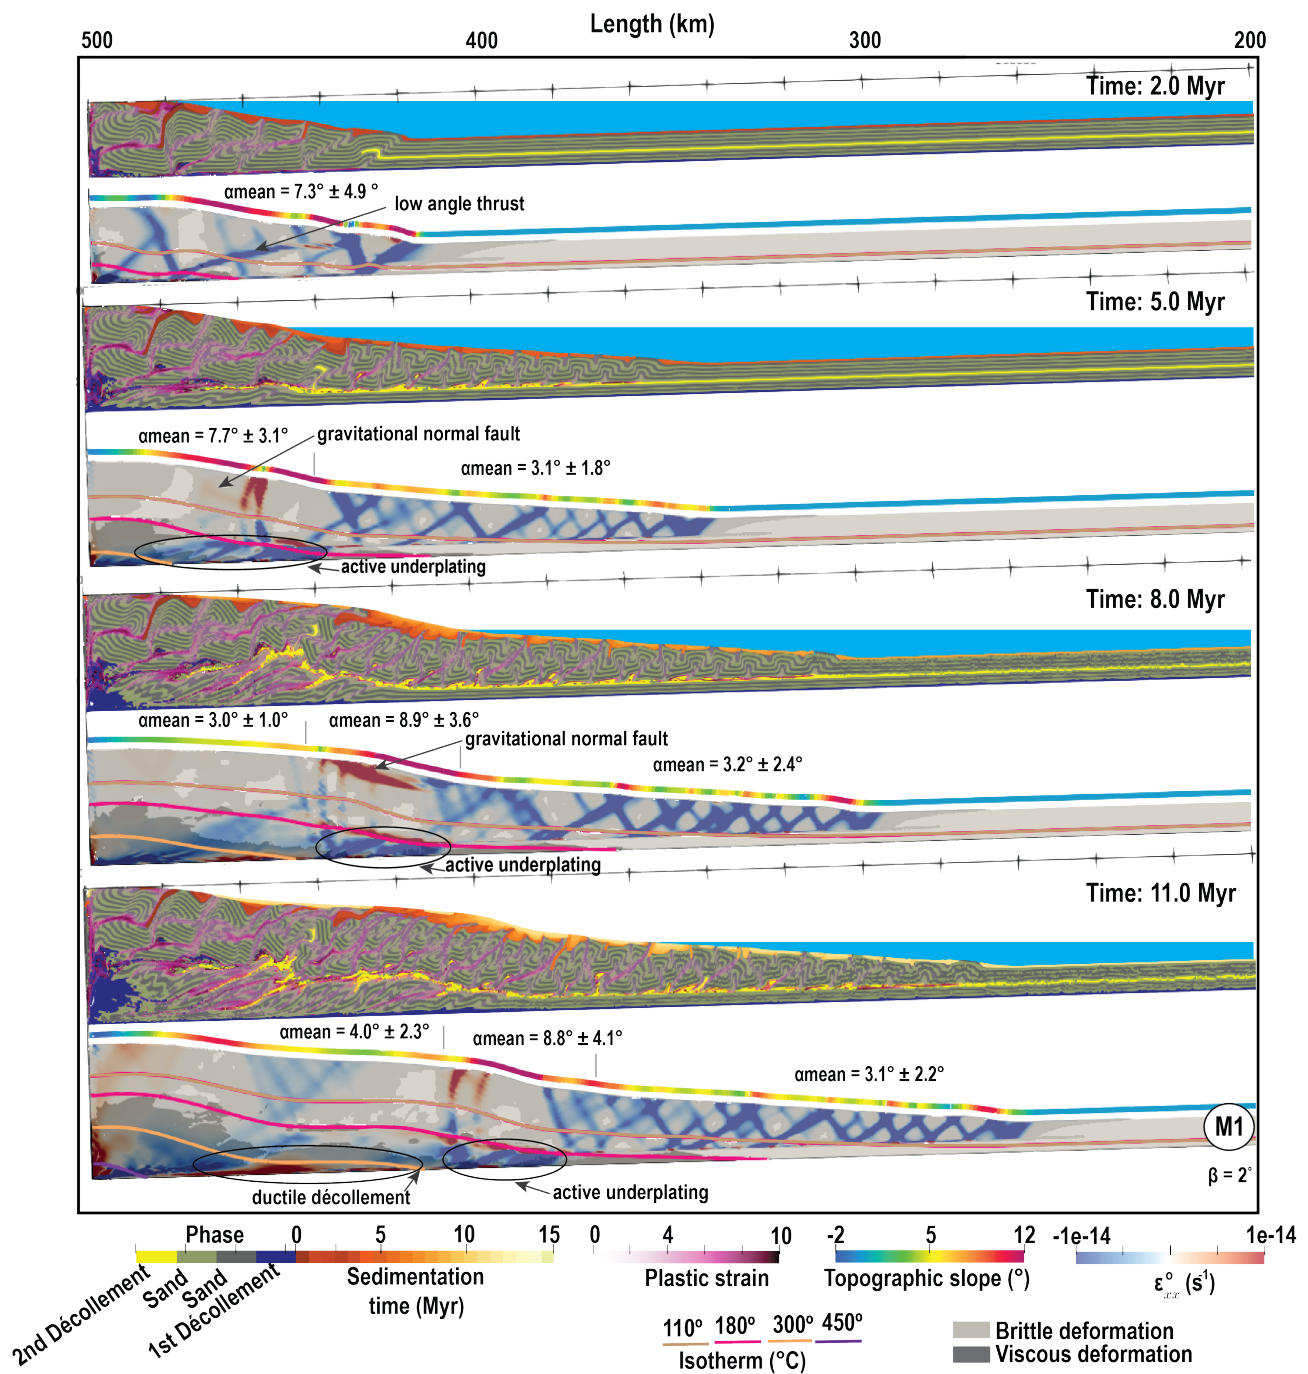 Length (km)
500 400 300 200
Time: 2.0 Myr
αmean = 7.3° ± 4.9 °
low angle thrust
Time: 5.0 Myr
αmean = 7.7° ± 3.1°
gravitational normal fault
αmean = 3.1° ± 1.8°
active underplating
Time: 8.0 Myr
αmean = 3.0° ± 1.0°
αmean = 8.9° ± 3.6°
gravitational normal fault
αmean = 3.2° ± 2.4°
active underplating
Time: 11.0 Myr
αmean = 4.0° ± 2.3°
αmean = 8.8° ± 4.1°
αmean = 3.1° ± 2.2°
M1
β = 2°
ductile décollement
active underplating
Phase
2nd Décollement
Sand
Sand
1st Décollement
0 5 10 15
Sedimentation
time (Myr)
0 4 10
Plastic strain
-2 5 12
Topographic slope (°)
-1e-14 1e-14
ε°xx (s⁻¹)
110° 180° 300° 450°
Isotherm (°C)
Brittle deformation
Viscous deformation